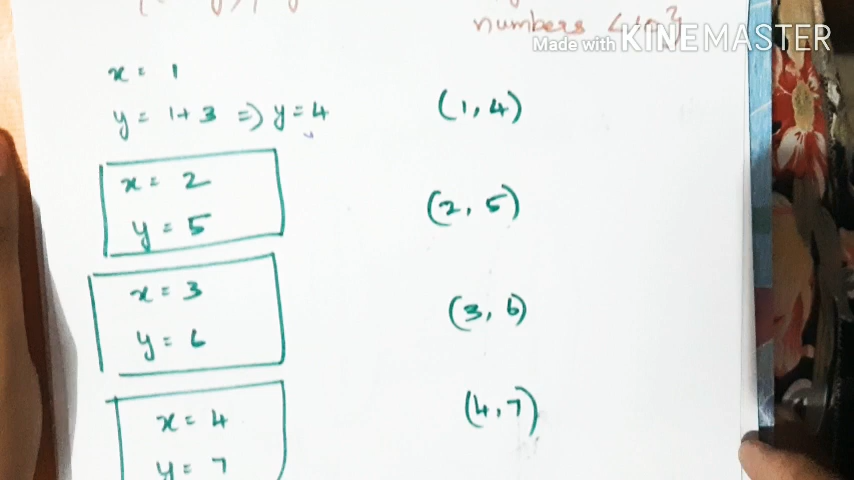 numbers < 10}
Made with KINEMASTER
x = 1
y = 1+3 => y=4
(1, 4)
x = 2
y = 5
(2, 5)
x = 3
y = 6
(3, 6)
x = 4
y = 7
(4, 7)